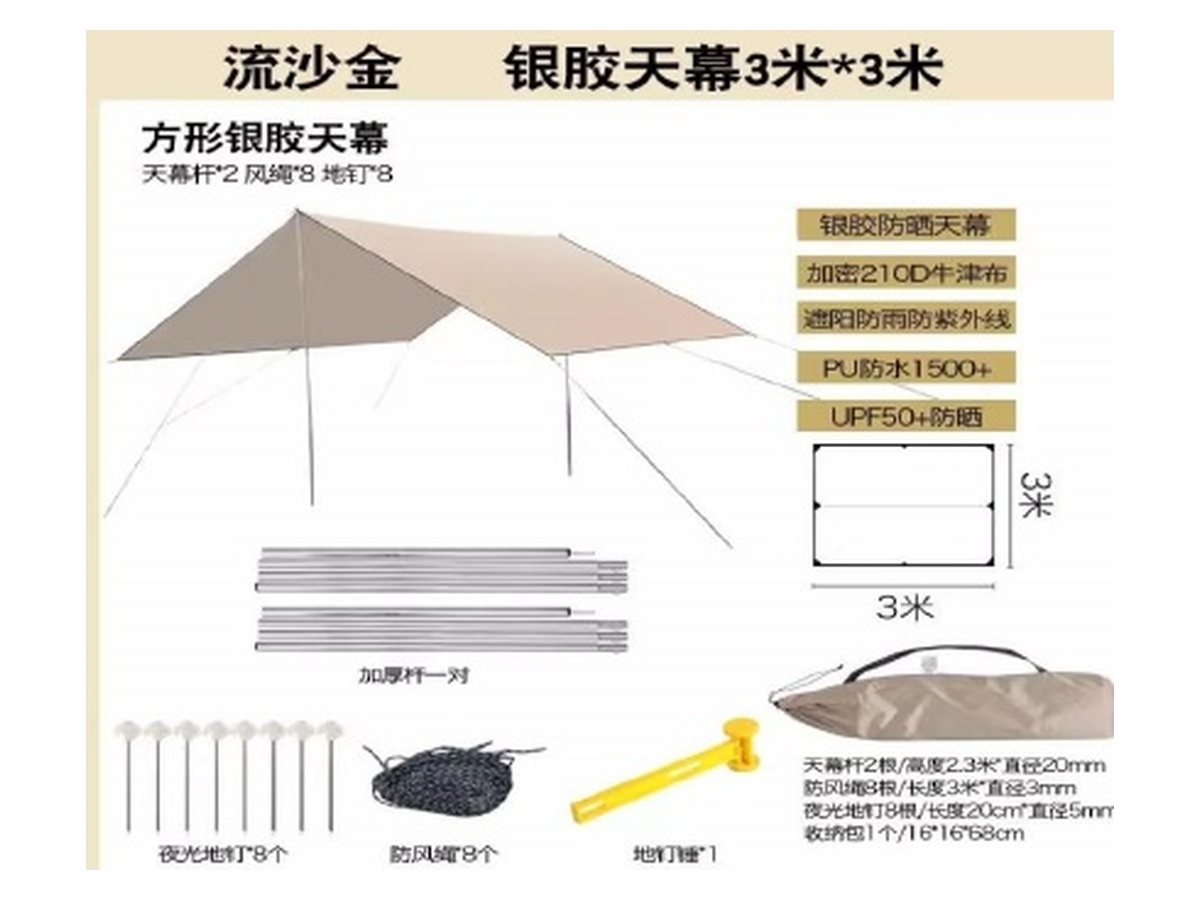 流沙金 银胶天幕3米*3米
方形银胶天幕
天幕杆*2 风绳*8 地钉*8
银胶防晒天幕
加密210D牛津布
遮阳防雨防紫外线
PU防水1500+
UPF50+防晒
3米
3米
加厚杆一对
天幕杆2根/高度2.3米*直径20mm
防风绳8根/长度3米*直径3mm
夜光地钉8根/长度20cm*直径5mm
收纳包1个/16*16*68cm
夜光地钉*8个
防风绳*8个
地钉锤*1